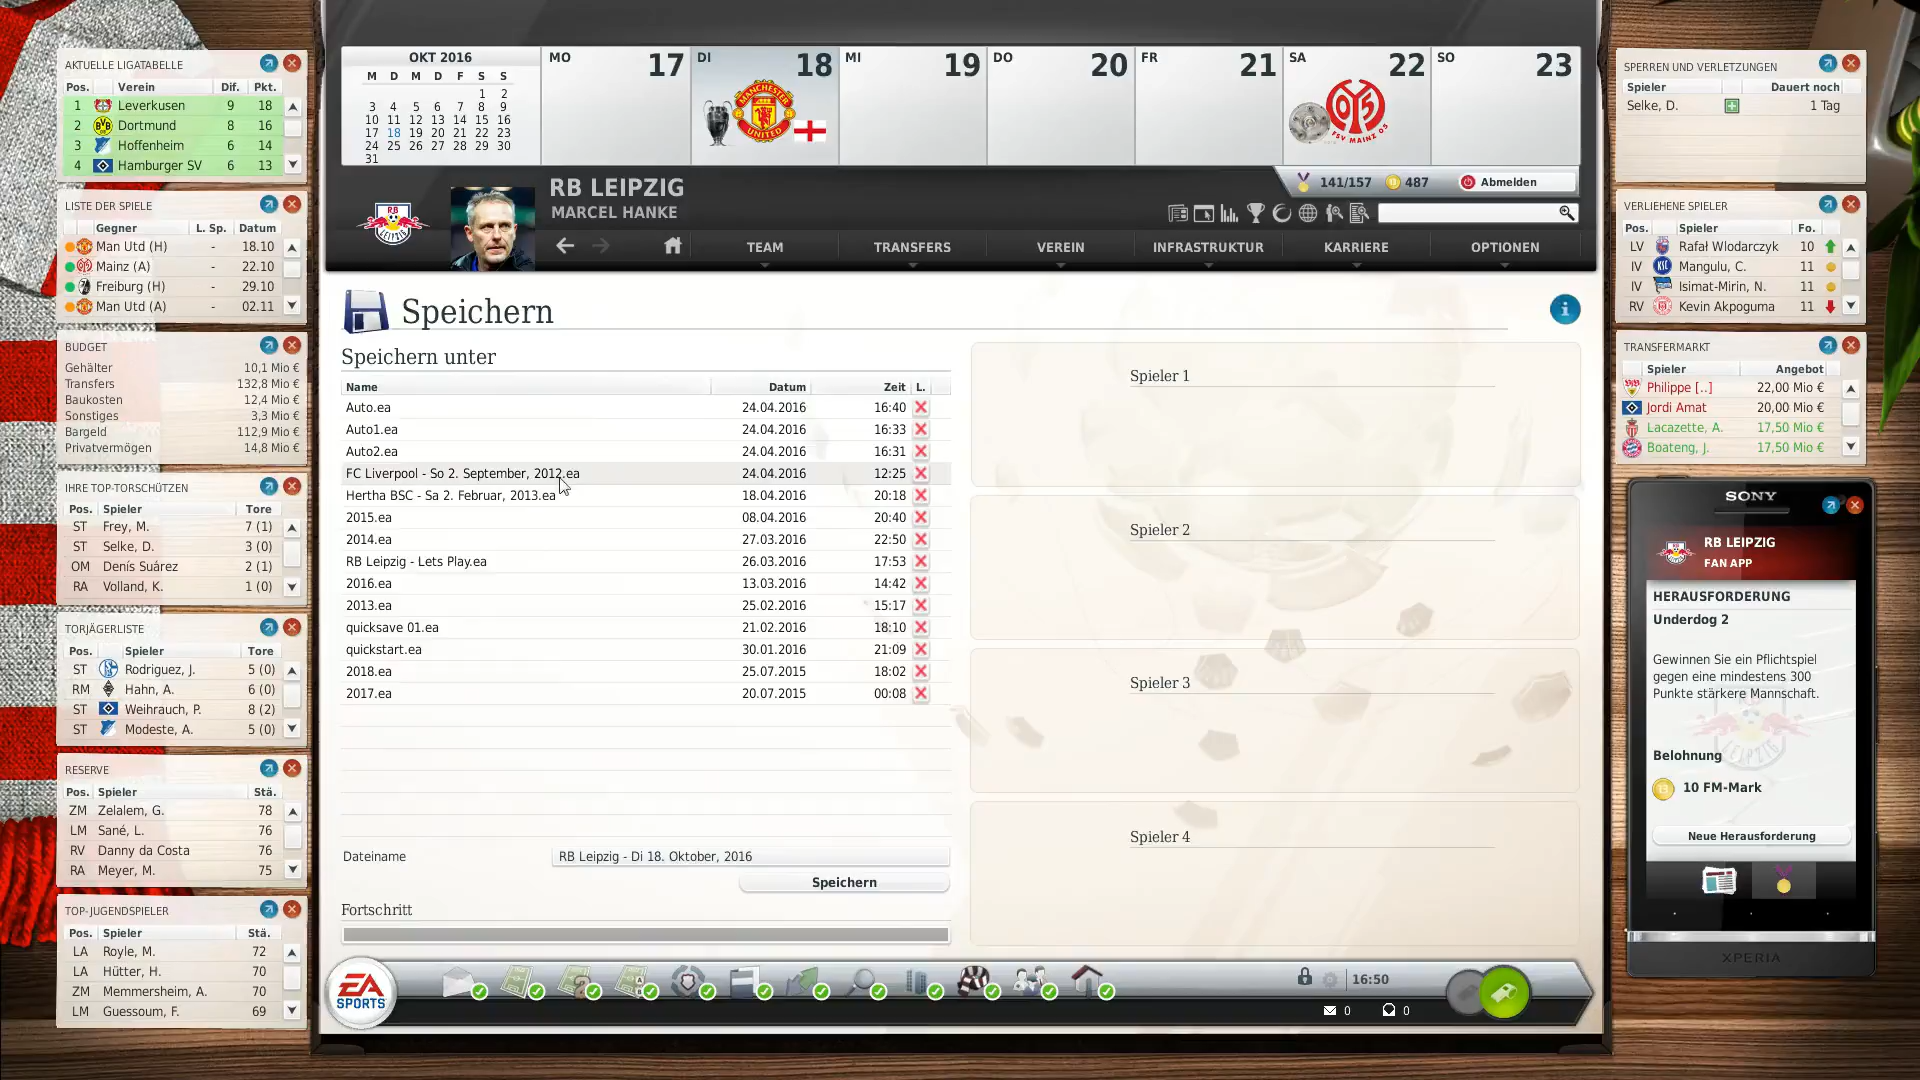 AKTUELLE LIGATABELLE
Pos. Verein Dif. Pkt.
1 Leverkusen 9 18
2 Dortmund 8 16
3 Hoffenheim 6 14
4 Hamburger SV 6 13
LISTE DER SPIELE
Gegner L. Sp. Datum
Man Utd (H) - 18.10
Mainz (A) - 22.10
Freiburg (H) - 29.10
Man Utd (A) - 02.11
BUDGET
Gehälter 10,1 Mio €
Transfers 132,8 Mio €
Baukosten 12,4 Mio €
Sonstiges 3,3 Mio €
Bargeld 112,9 Mio €
Privatvermögen 14,8 Mio €
IHRE TOP-TORSCHÜTZEN
Pos. Spieler Tore
ST Frey, M. 7 (1)
ST Selke, D. 3 (0)
OM Denís Suárez 2 (1)
RA Volland, K. 1 (0)
TORJÄGERLISTE
Pos. Spieler Tore
ST Rodriguez, J. 5 (0)
RM Hahn, A. 6 (0)
ST Weihrauch, P. 8 (2)
ST Modeste, A. 5 (0)
RESERVE
Pos. Spieler Stä.
ZM Zelalem, G. 78
LM Sané, L. 76
RV Danny da Costa 76
RA Meyer, M. 75
TOP-JUGENDSPIELER
Pos. Spieler Stä.
LA Royle, M. 72
LA Hütter, H. 70
ZM Memmersheim, A. 70
LM Guessoum, F. 69
OKT 2016
M D M D F S S
1 2
3 4 5 6 7 8 9
10 11 12 13 14 15 16
17 18 19 20 21 22 23
24 25 26 27 28 29 30
31
MO 17 DI 18 MI 19 DO 20 FR 21 SA 22 SO 23
MANCHESTER
UNITED
FSV MAINZ 05
RB LEIPZIG
MARCEL HANKE
141/157 487 Abmelden
RB
LEIPZIG
TEAM TRANSFERS VEREIN INFRASTRUKTUR KARRIERE OPTIONEN
Speichern
Speichern unter
Name Datum Zeit L.
Auto.ea 24.04.2016 16:40
Auto1.ea 24.04.2016 16:33
Auto2.ea 24.04.2016 16:31
FC Liverpool - So 2. September, 2012.ea 24.04.2016 12:25
Hertha BSC - Sa 2. Februar, 2013.ea 18.04.2016 20:18
2015.ea 08.04.2016 20:40
2014.ea 27.03.2016 22:50
RB Leipzig - Lets Play.ea 26.03.2016 17:53
2016.ea 13.03.2016 14:42
2013.ea 25.02.2016 15:17
quicksave 01.ea 21.02.2016 18:10
quickstart.ea 30.01.2016 21:09
2018.ea 25.07.2015 18:02
2017.ea 20.07.2015 00:08
Dateiname RB Leipzig - Di 18. Oktober, 2016
Speichern
Fortschritt
Spieler 1
Spieler 2
Spieler 3
Spieler 4
EA
SPORTS
16:50
0 0
SPERREN UND VERLETZUNGEN
Spieler Dauert noch
Selke, D. 1 Tag
VERLIEHENE SPIELER
Pos. Spieler Fo.
LV Rafał Wlodarczyk 10
IV Mangulu, C. 11
IV Isimat-Mirin, N. 11
RV Kevin Akpoguma 11
TRANSFERMARKT
Spieler Angebot
Philippe [..] 22,00 Mio €
Jordi Amat 20,00 Mio €
Lacazette, A. 17,50 Mio €
Boateng, J. 17,50 Mio €
SONY
RB LEIPZIG
FAN APP
HERAUSFORDERUNG
Underdog 2
Gewinnen Sie ein Pflichtspiel
gegen eine mindestens 300
Punkte stärkere Mannschaft.
Belohnung
10 FM-Mark
Neue Herausforderung
XPERIA